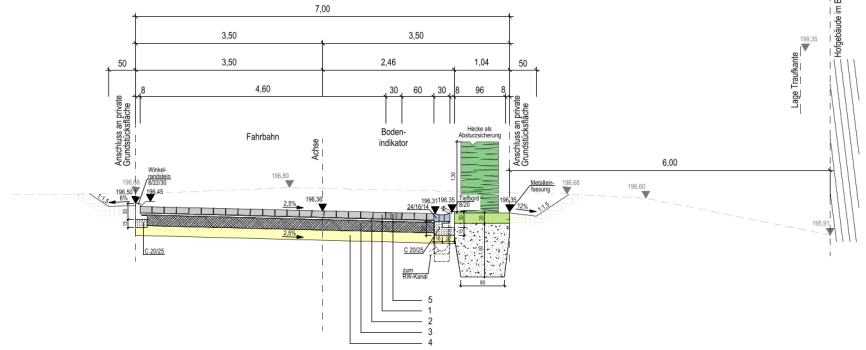 7,00
3,50
3,50
50
3,50
2,46
1,04
50
8
4,60
30
60
30
8
96
8
Anschluss an private
Grundstücksfläche
Fahrbahn
Achse
Boden-
indikator
Hecke als
Absturzsicherung
1,30
Anschluss an private
Grundstücksfläche
6,00
199,35
Lage Traufkante
Hofgebäude im B
Winkel-
randstein
8/22/30
196,80
Metallein-
fassung
196,68
196,60
196,50
196,45
196,36
196,31
196,35
Tiefbord
8/20
196,35
195,91
1:1,5
6%
2,5%
24/16/14
12%
1:1,5
C 20/25
2,5%
C 20/25
zum
RW-Kanal
80
5
1
2
3
4